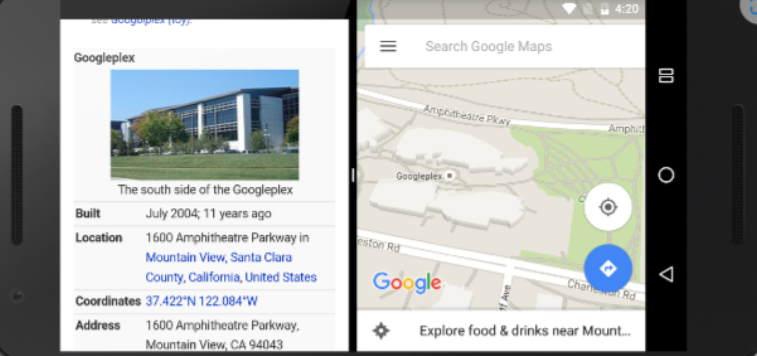 see Googolplex (icy).
Googleplex
The south side of the Googleplex
Built July 2004; 11 years ago
Location 1600 Amphitheatre Parkway in
Mountain View, Santa Clara
County, California, United States
Coordinates 37.422°N 122.084°W
Address 1600 Amphitheatre Parkway,
Mountain View, CA 94043
4:20
Search Google Maps
Amphitheatre Pkwy
Amphit
Googleplex
eston Rd
Google
Charleston Rd
ff Ave
Explore food & drinks near Mount...